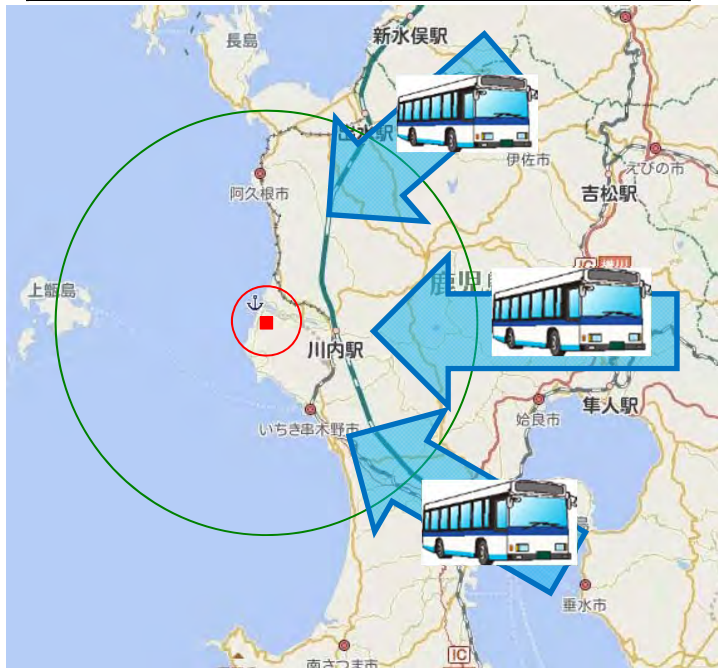 新水俣駅
長島
出水駅
伊佐市
えびの市
阿久根市
吉松駅
IC
鹿児
上甑島
川内駅
いちき串木野市
姶良市
隼人駅
垂水市
IC
南さつま市